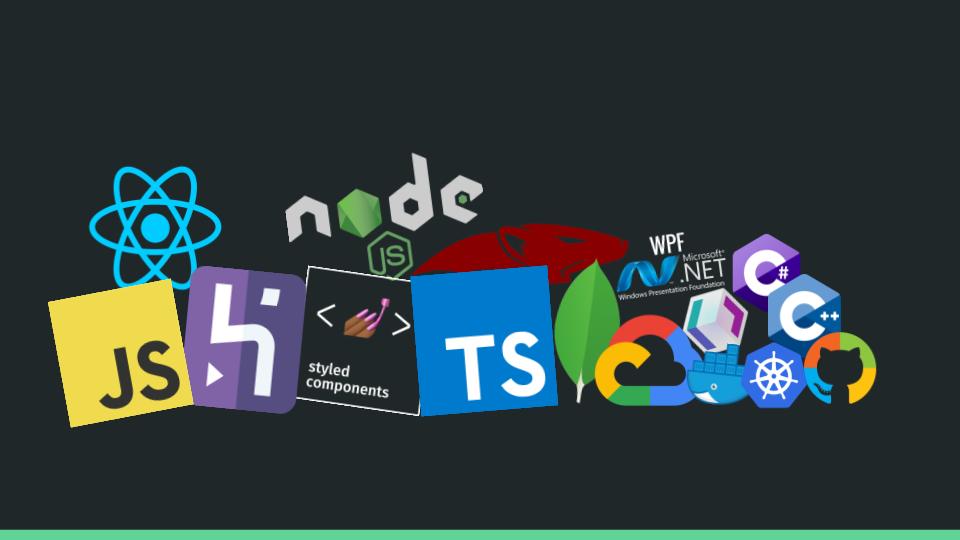 node
JS
WPF
Microsoft®
.NET
Windows Presentation Foundation
C#
C++
JS
< >
styled
components
TS